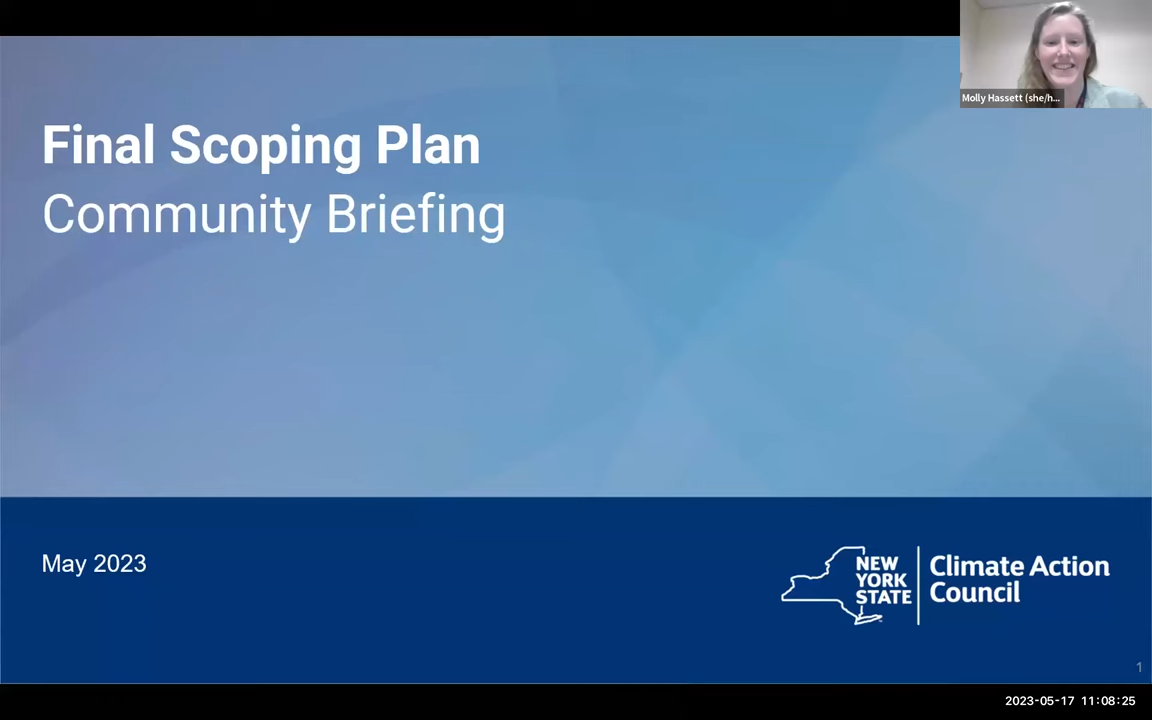 Molly Hassett (she/h...
Final Scoping Plan
Community Briefing
May 2023
NEW
YORK
STATE
Climate Action
Council
1
2023-05-17 11:08:25